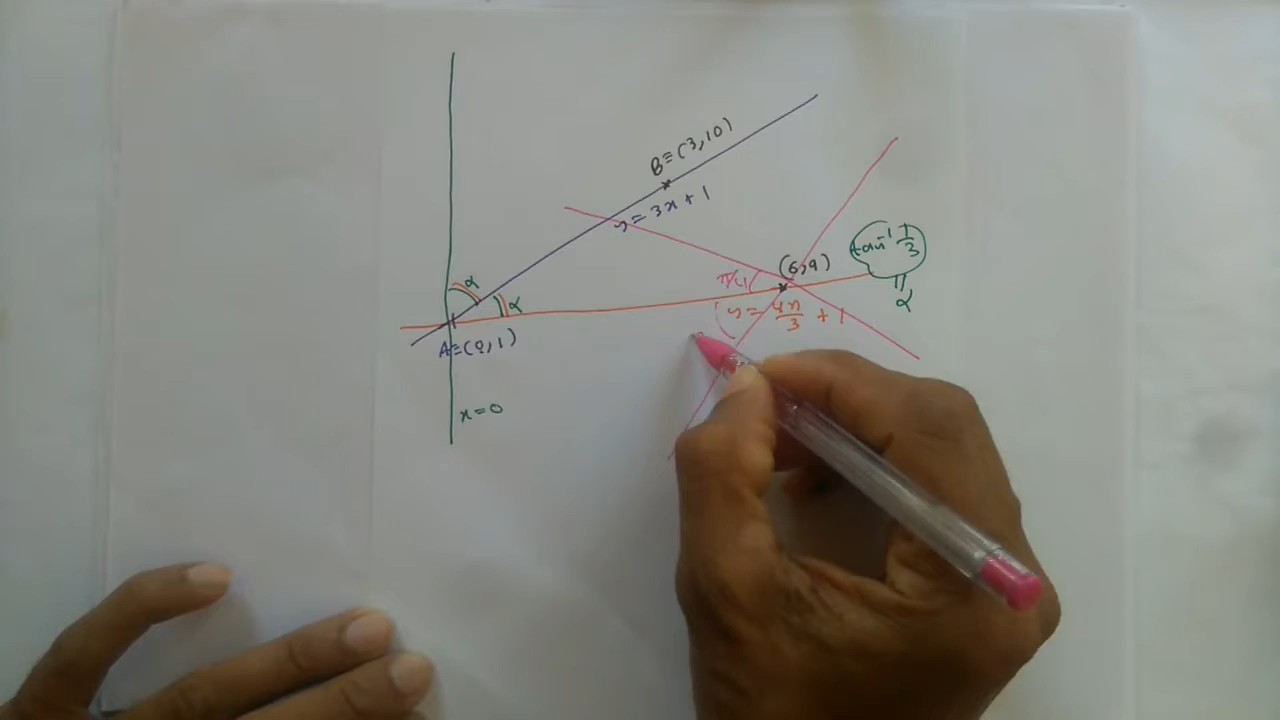 B≡(3,10)
y=3x+1
α
α
A≡(0,1)
x=0
π/4
(6,9)
y=4x/3+1
tan⁻¹ 1/3
=
α